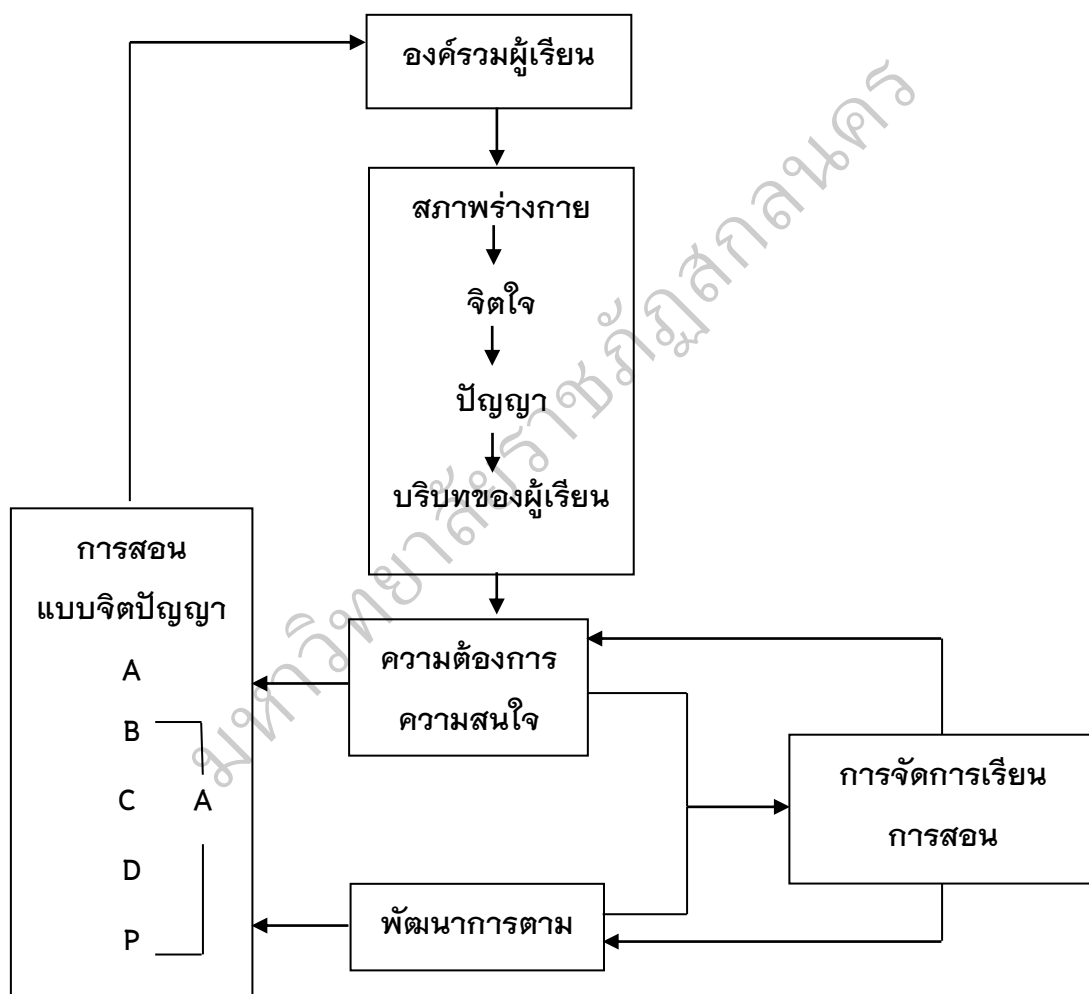 องค์รวมผู้เรียน
สภาพร่างกาย
จิตใจ
ปัญญา
บริบทของผู้เรียน
การสอน
แบบจิตปัญญา
A
B
C A
D
P
ความต้องการ
ความสนใจ
พัฒนาการตาม
การจัดการเรียน
การสอน
มหาวิทยาลัยราชภัฏสกลนคร